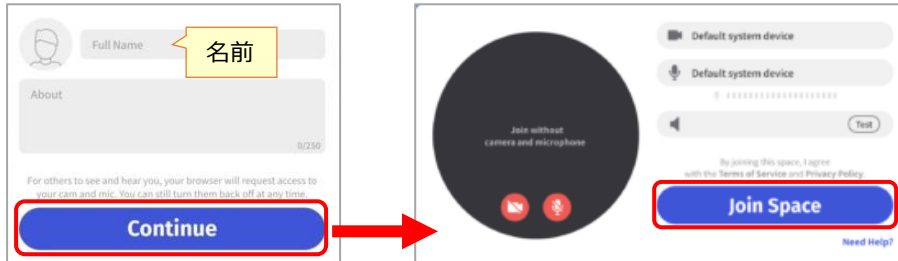 Full Name
名前
About
0/250
For others to see and hear you, your browser will request access to
your cam and mic. You can still turn them back off at any time.
Continue
Join without
camera and microphone
Default system device
Default system device
Test
By joining this space, I agree
with the Terms of Service and Privacy Policy.
Join Space
Need Help?